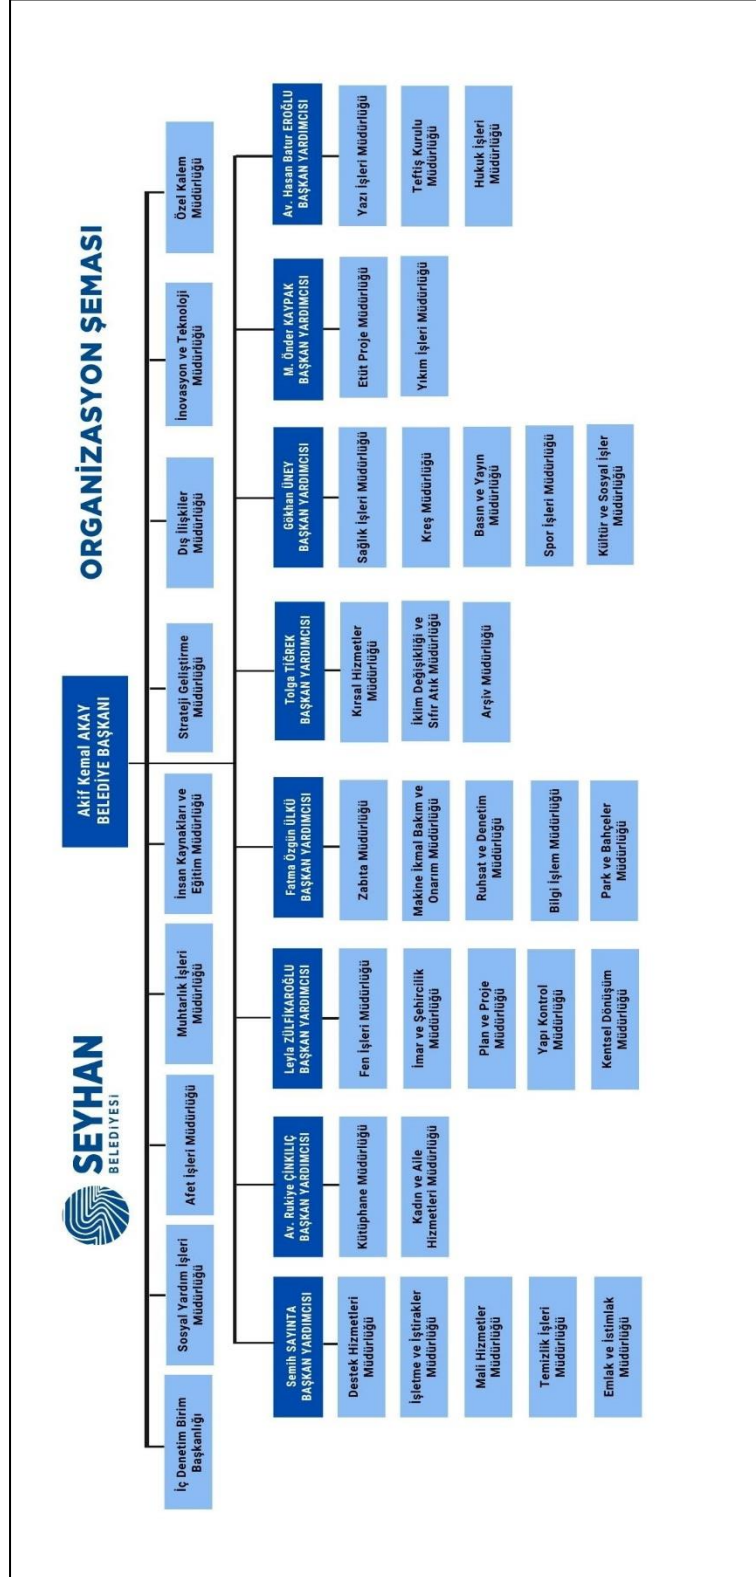 SEYHAN
BELEDİYESİ
ORGANİZASYON ŞEMASI
Akif Kemal AKAY
BELEDİYE BAŞKANI
İç Denetim Birim
Başkanlığı
Sosyal Yardım İşleri
Müdürlüğü
Afet İşleri Müdürlüğü
Muhtarlık İşleri
Müdürlüğü
İnsan Kaynakları ve
Eğitim Müdürlüğü
Strateji Geliştirme
Müdürlüğü
Dış İlişkiler
Müdürlüğü
İnovasyon ve Teknoloji
Müdürlüğü
Özel Kalem
Müdürlüğü
Semih SAYINTA
BAŞKAN YARDIMCISI
Destek Hizmetleri
Müdürlüğü
İşletme ve İştirakler
Müdürlüğü
Mali Hizmetler
Müdürlüğü
Temizlik İşleri
Müdürlüğü
Emlak ve İstimlak
Müdürlüğü
Av. Rukiye ÇİNKILIÇ
BAŞKAN YARDIMCISI
Kütüphane Müdürlüğü
Kadın ve Aile
Hizmetleri Müdürlüğü
Leyla ZÜLFİKAROĞLU
BAŞKAN YARDIMCISI
Fen İşleri Müdürlüğü
İmar ve Şehircilik
Müdürlüğü
Plan ve Proje
Müdürlüğü
Yapı Kontrol
Müdürlüğü
Kentsel Dönüşüm
Müdürlüğü
Fatma Özgün ÜLKÜ
BAŞKAN YARDIMCISI
Zabıta Müdürlüğü
Makine İkmal Bakım ve
Onarım Müdürlüğü
Ruhsat ve Denetim
Müdürlüğü
Bilgi İşlem Müdürlüğü
Park ve Bahçeler
Müdürlüğü
Tolga TİĞREK
BAŞKAN YARDIMCISI
Kırsal Hizmetler
Müdürlüğü
İklim Değişikliği ve
Sıfır Atık Müdürlüğü
Arşiv Müdürlüğü
Gökhan ÜNEY
BAŞKAN YARDIMCISI
Sağlık İşleri Müdürlüğü
Kreş Müdürlüğü
Basın ve Yayın
Müdürlüğü
Spor İşleri Müdürlüğü
Kültür ve Sosyal İşler
Müdürlüğü
M. Önder KAYPAK
BAŞKAN YARDIMCISI
Etüt Proje Müdürlüğü
Yıkım İşleri Müdürlüğü
Av. Hasan Batur EROĞLU
BAŞKAN YARDIMCISI
Yazı İşleri Müdürlüğü
Teftiş Kurulu
Müdürlüğü
Hukuk İşleri
Müdürlüğü